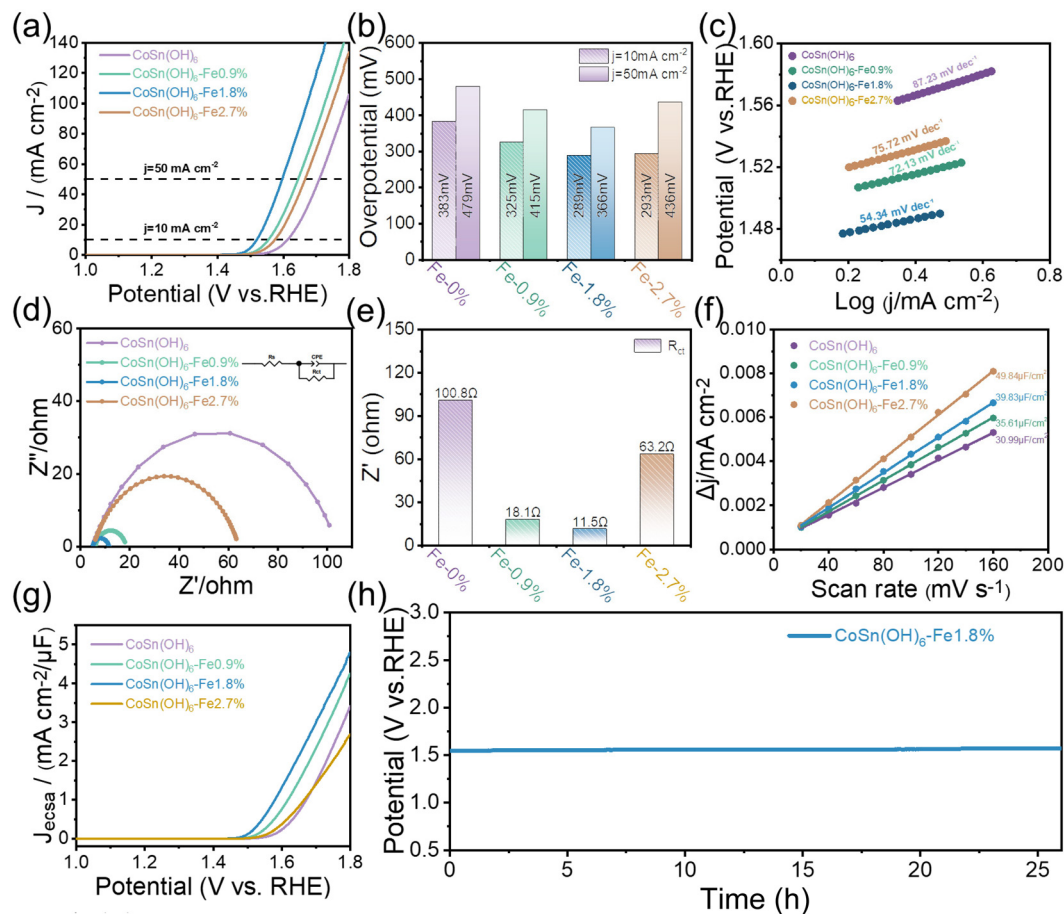 (a)
CoSn(OH)₆
CoSn(OH)₆-Fe0.9%
CoSn(OH)₆-Fe1.8%
CoSn(OH)₆-Fe2.7%
j=50 mA cm⁻²
j=10 mA cm⁻²
J / (mA cm⁻²)
0
20
40
60
80
100
120
140
1.0
1.2
1.4
1.6
1.8
Potential (V vs.RHE)
(b)
j=10mA cm⁻²
j=50mA cm⁻²
Overpotential (mV)
0
100
200
300
400
500
600
383mV
479mV
325mV
415mV
289mV
366mV
293mV
436mV
Fe-0%
Fe-0.9%
Fe-1.8%
Fe-2.7%
(c)
CoSn(OH)₆
CoSn(OH)₆-Fe0.9%
CoSn(OH)₆-Fe1.8%
CoSn(OH)₆-Fe2.7%
87.23 mV dec⁻¹
75.72 mV dec⁻¹
72.13 mV dec⁻¹
54.34 mV dec⁻¹
Potential (V vs.RHE)
1.48
1.52
1.56
1.60
0.0
0.2
0.4
0.6
0.8
Log (j/mA cm⁻²)
(d)
CoSn(OH)₆
CoSn(OH)₆-Fe0.9%
CoSn(OH)₆-Fe1.8%
CoSn(OH)₆-Fe2.7%
Rs
CPE
Rct
Z''/ohm
0
20
40
60
0
20
40
60
80
100
Z'/ohm
(e)
R_ct
Z' (ohm)
0
30
60
90
120
150
100.8Ω
18.1Ω
11.5Ω
63.2Ω
Fe-0%
Fe-0.9%
Fe-1.8%
Fe-2.7%
(f)
CoSn(OH)₆
CoSn(OH)₆-Fe0.9%
CoSn(OH)₆-Fe1.8%
CoSn(OH)₆-Fe2.7%
49.84μF/cm²
39.83μF/cm²
35.61μF/cm²
30.99μF/cm²
Δj/mA cm⁻²
0.000
0.002
0.004
0.006
0.008
0.010
0
40
80
120
160
200
Scan rate (mV s⁻¹)
(g)
CoSn(OH)₆
CoSn(OH)₆-Fe0.9%
CoSn(OH)₆-Fe1.8%
CoSn(OH)₆-Fe2.7%
J_ecsa / (mA cm⁻²/μF)
0
1
2
3
4
5
1.0
1.2
1.4
1.6
1.8
Potential (V vs. RHE)
(h)
CoSn(OH)₆-Fe1.8%
Potential (V vs.RHE)
0.5
1.0
1.5
2.0
2.5
3.0
0
5
10
15
20
25
Time (h)